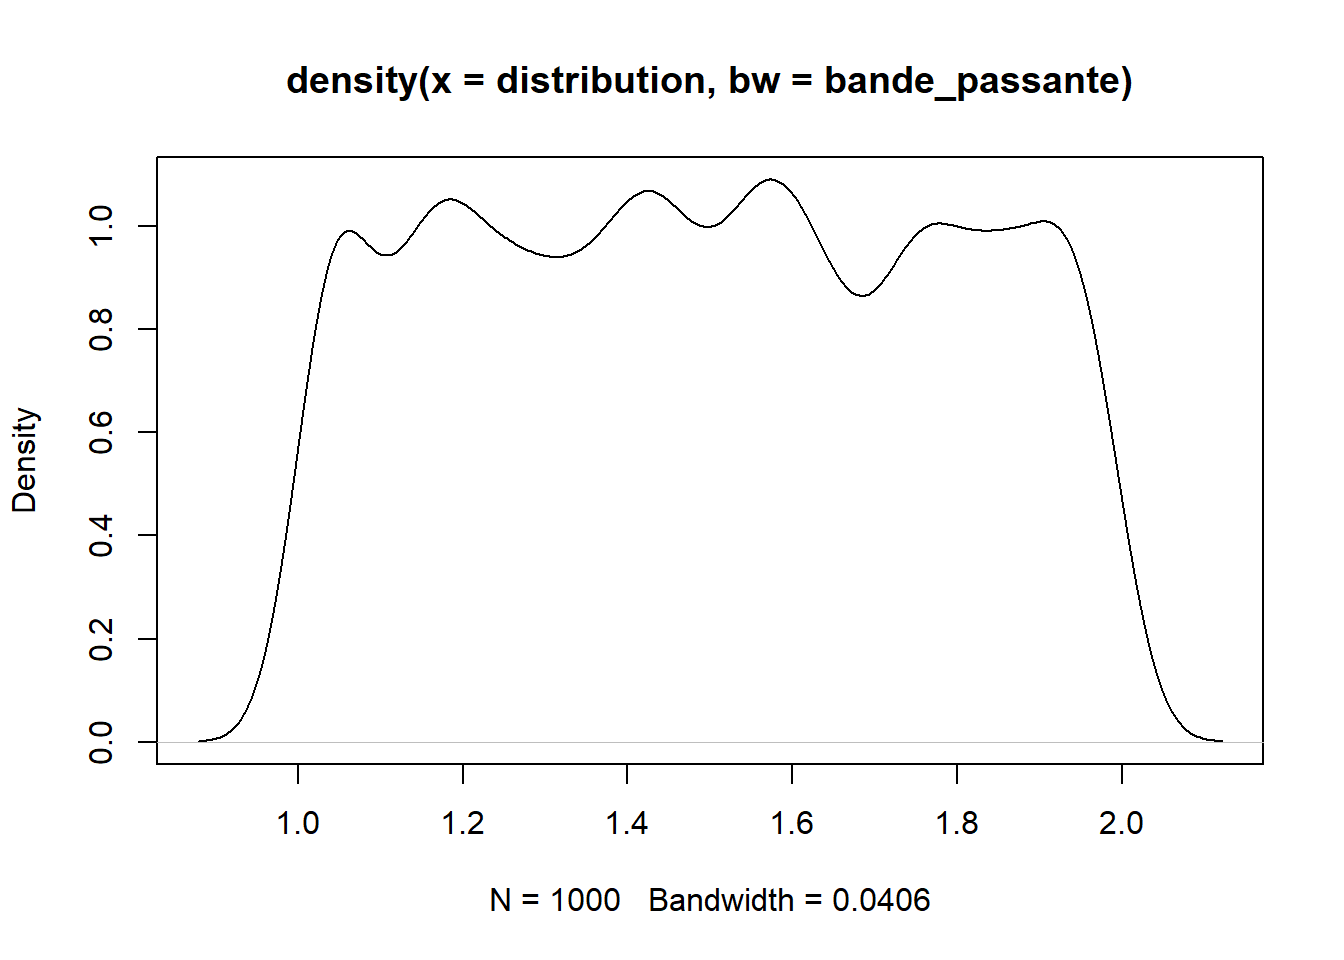 density(x = distribution, bw = bande_passante)
Density
0.0
0.2
0.4
0.6
0.8
1.0
1.0 1.2 1.4 1.6 1.8 2.0
N = 1000 Bandwidth = 0.0406